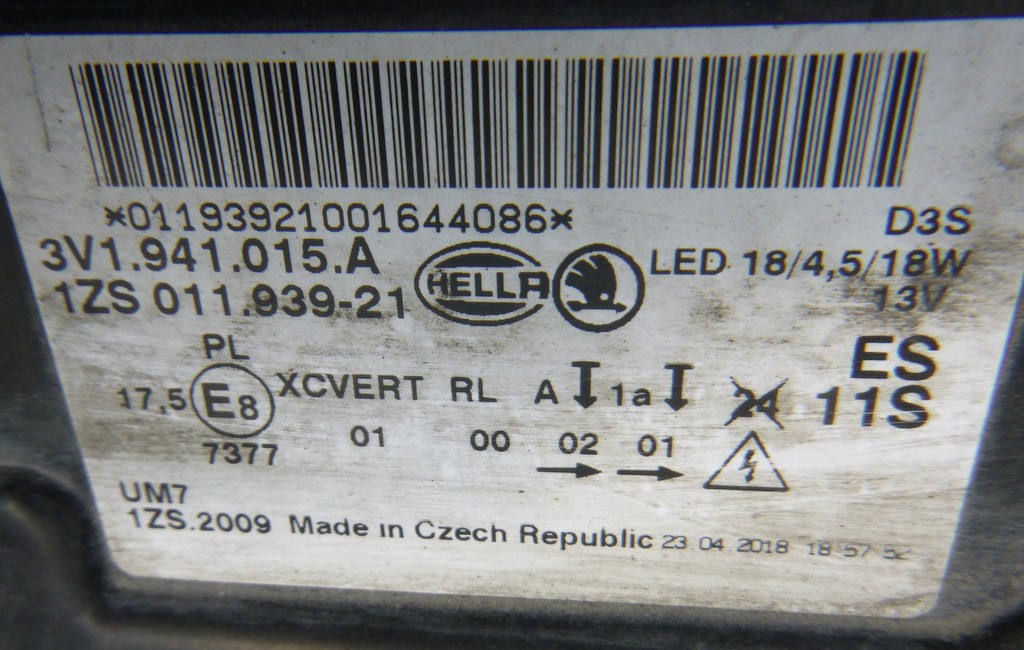 *011939210016​44086*
D3S
3V1.941.015.A
HELLA
LED 18/4,5/18W
1ZS 011.939-21
13V
PL
ES
17,5 E8 XCVERT RL A 1a 24 11S
7377 01 00 02 01
UM7
1ZS.2009 Made in Czech Republic 23.04.2018 18:57:52